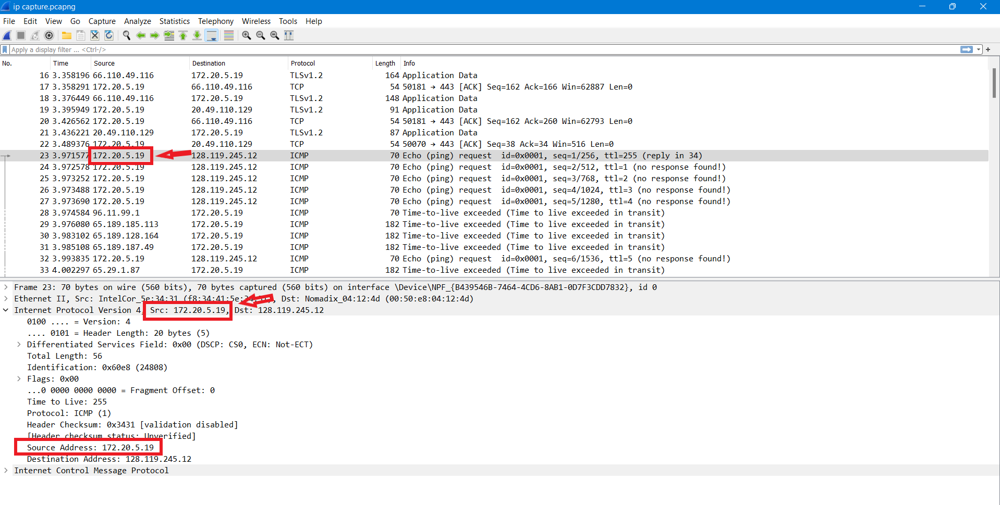 ip capture.pcapng
File Edit View Go Capture Analyze Statistics Telephony Wireless Tools Help
Apply a display filter ... <Ctrl-/>
No. Time Source Destination Protocol Length Info
16 3.358196 66.110.49.116 172.20.5.19 TLSv1.2 164 Application Data
17 3.358291 172.20.5.19 66.110.49.116 TCP 54 50181 → 443 [ACK] Seq=162 Ack=166 Win=62887 Len=0
18 3.376449 66.110.49.116 172.20.5.19 TLSv1.2 148 Application Data
19 3.395949 172.20.5.19 20.49.110.129 TLSv1.2 91 Application Data
20 3.426562 172.20.5.19 66.110.49.116 TCP 54 50181 → 443 [ACK] Seq=162 Ack=260 Win=62793 Len=0
21 3.436221 20.49.110.129 172.20.5.19 TLSv1.2 87 Application Data
22 3.489376 172.20.5.19 20.49.110.129 TCP 54 50070 → 443 [ACK] Seq=38 Ack=34 Win=516 Len=0
23 3.971577 172.20.5.19 128.119.245.12 ICMP 70 Echo (ping) request id=0x0001, seq=1/256, ttl=255 (reply in 34)
24 3.972578 172.20.5.19 128.119.245.12 ICMP 70 Echo (ping) request id=0x0001, seq=2/512, ttl=1 (no response found!)
25 3.973252 172.20.5.19 128.119.245.12 ICMP 70 Echo (ping) request id=0x0001, seq=3/768, ttl=2 (no response found!)
26 3.973488 172.20.5.19 128.119.245.12 ICMP 70 Echo (ping) request id=0x0001, seq=4/1024, ttl=3 (no response found!)
27 3.973690 172.20.5.19 128.119.245.12 ICMP 70 Echo (ping) request id=0x0001, seq=5/1280, ttl=4 (no response found!)
28 3.974584 96.11.99.1 172.20.5.19 ICMP 70 Time-to-live exceeded (Time to live exceeded in transit)
29 3.976080 65.189.185.113 172.20.5.19 ICMP 182 Time-to-live exceeded (Time to live exceeded in transit)
30 3.983102 65.189.128.164 172.20.5.19 ICMP 182 Time-to-live exceeded (Time to live exceeded in transit)
31 3.985108 65.189.187.49 172.20.5.19 ICMP 182 Time-to-live exceeded (Time to live exceeded in transit)
32 3.993835 172.20.5.19 128.119.245.12 ICMP 70 Echo (ping) request id=0x0001, seq=6/1536, ttl=5 (no response found!)
33 4.002297 65.29.1.87 172.20.5.19 ICMP 182 Time-to-live exceeded (Time to live exceeded in transit)
Frame 23: 70 bytes on wire (560 bits), 70 bytes captured (560 bits) on interface \Device\NPF_{B439546B-7464-4CD6-8AB1-0D7F3CDD7832}, id 0
Ethernet II, Src: IntelCor_5e:34:31 (f8:34:41:5e:34:31), Dst: Nomadix_04:12:4d (00:50:e8:04:12:4d)
Internet Protocol Version 4, Src: 172.20.5.19, Dst: 128.119.245.12
0100 .... = Version: 4
.... 0101 = Header Length: 20 bytes (5)
Differentiated Services Field: 0x00 (DSCP: CS0, ECN: Not-ECT)
Total Length: 56
Identification: 0x60e8 (24808)
Flags: 0x00
...0 0000 0000 0000 = Fragment Offset: 0
Time to Live: 255
Protocol: ICMP (1)
Header Checksum: 0x3431 [validation disabled]
[Header checksum status: Unverified]
Source Address: 172.20.5.19
Destination Address: 128.119.245.12
Internet Control Message Protocol